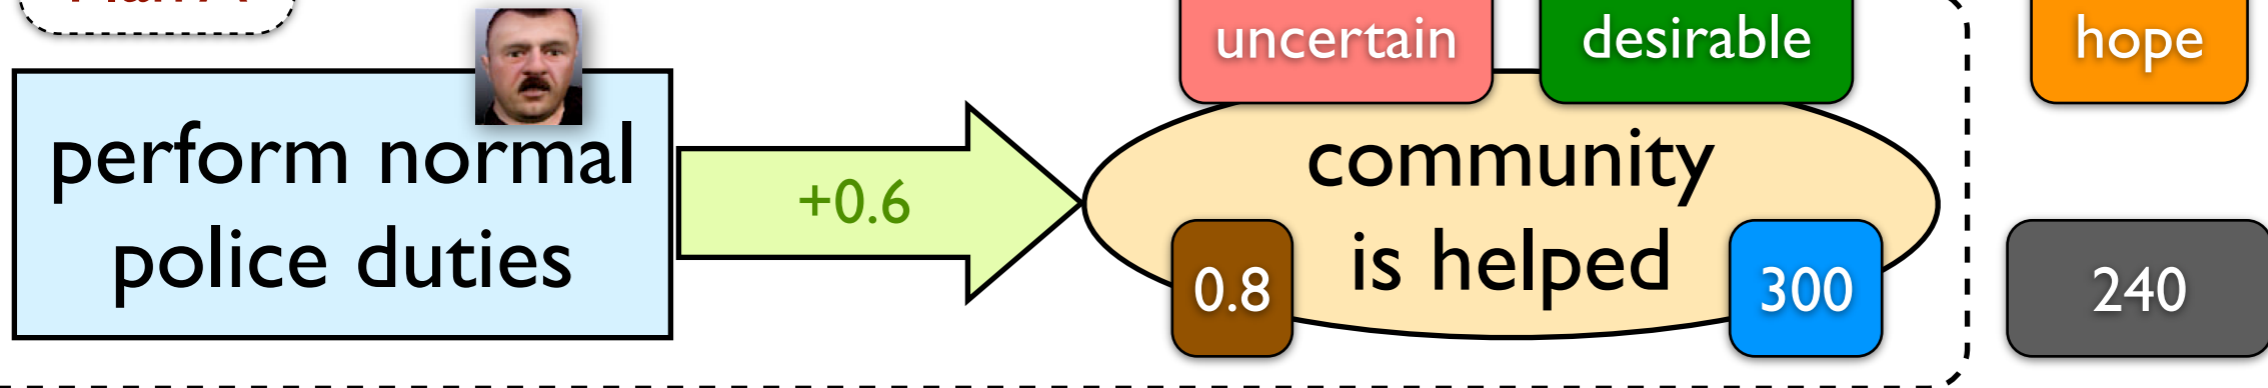 uncertain
desirable
hope
perform normal
police duties
+0.6
community
is helped
0.8
300
240